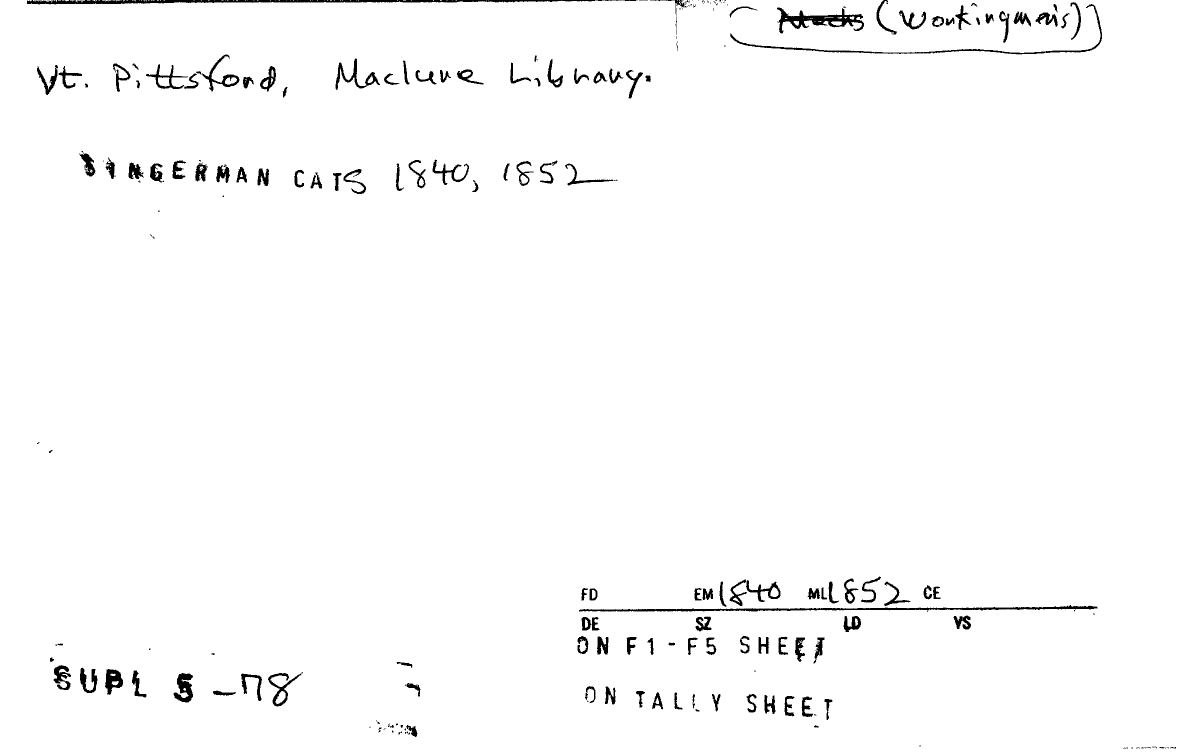 (Workingmen's)
Vt. Pittsford, Maclure Library.
SINGERMAN CATS 1840, 1852
FD EM 1840 ML 1852 CE
DE SZ LD VS
ON F1-F5 SHEET
SUPL 5-78
ON TALLY SHEET